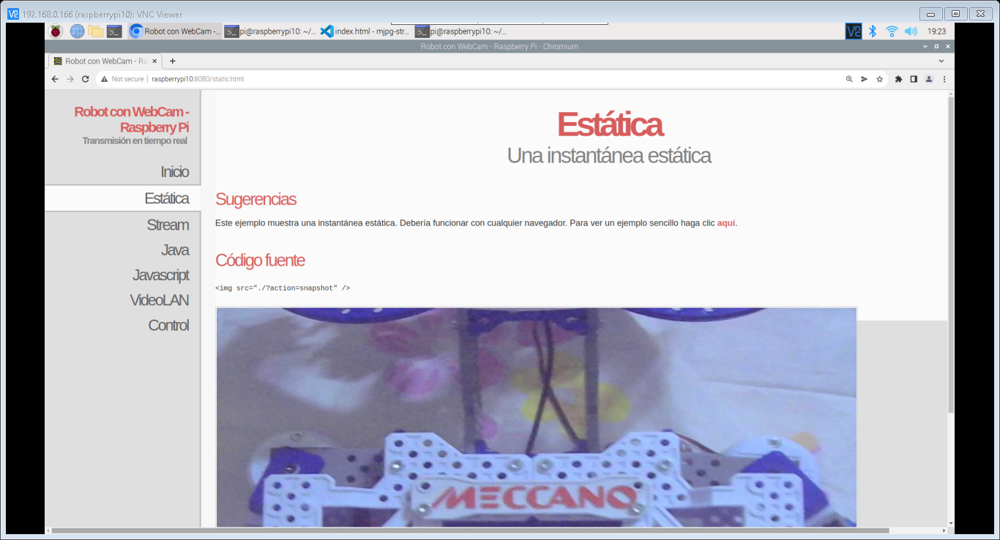 192.168.0.166 (raspberrypi10): VNC Viewer
Robot con WebCam -...
pi@raspberrypi10: ~/...
index.html - mjpg-str...
pi@raspberrypi10: ~/...
19:23
Robot con WebCam - Raspberry Pi - Chromium
Robot con WebCam - Ra
Not secure | raspberrypi10:8080/static.html
Robot con WebCam -
Raspberry Pi
Transmisión en tiempo real
Inicio
Estática
Stream
Java
Javascript
VideoLAN
Control
Estática
Una instantánea estática
Sugerencias
Este ejemplo muestra una instantánea estática. Debería funcionar con cualquier navegador. Para ver un ejemplo sencillo haga clic aquí.
Código fuente
<img src="./?action=snapshot" />
MECCANO